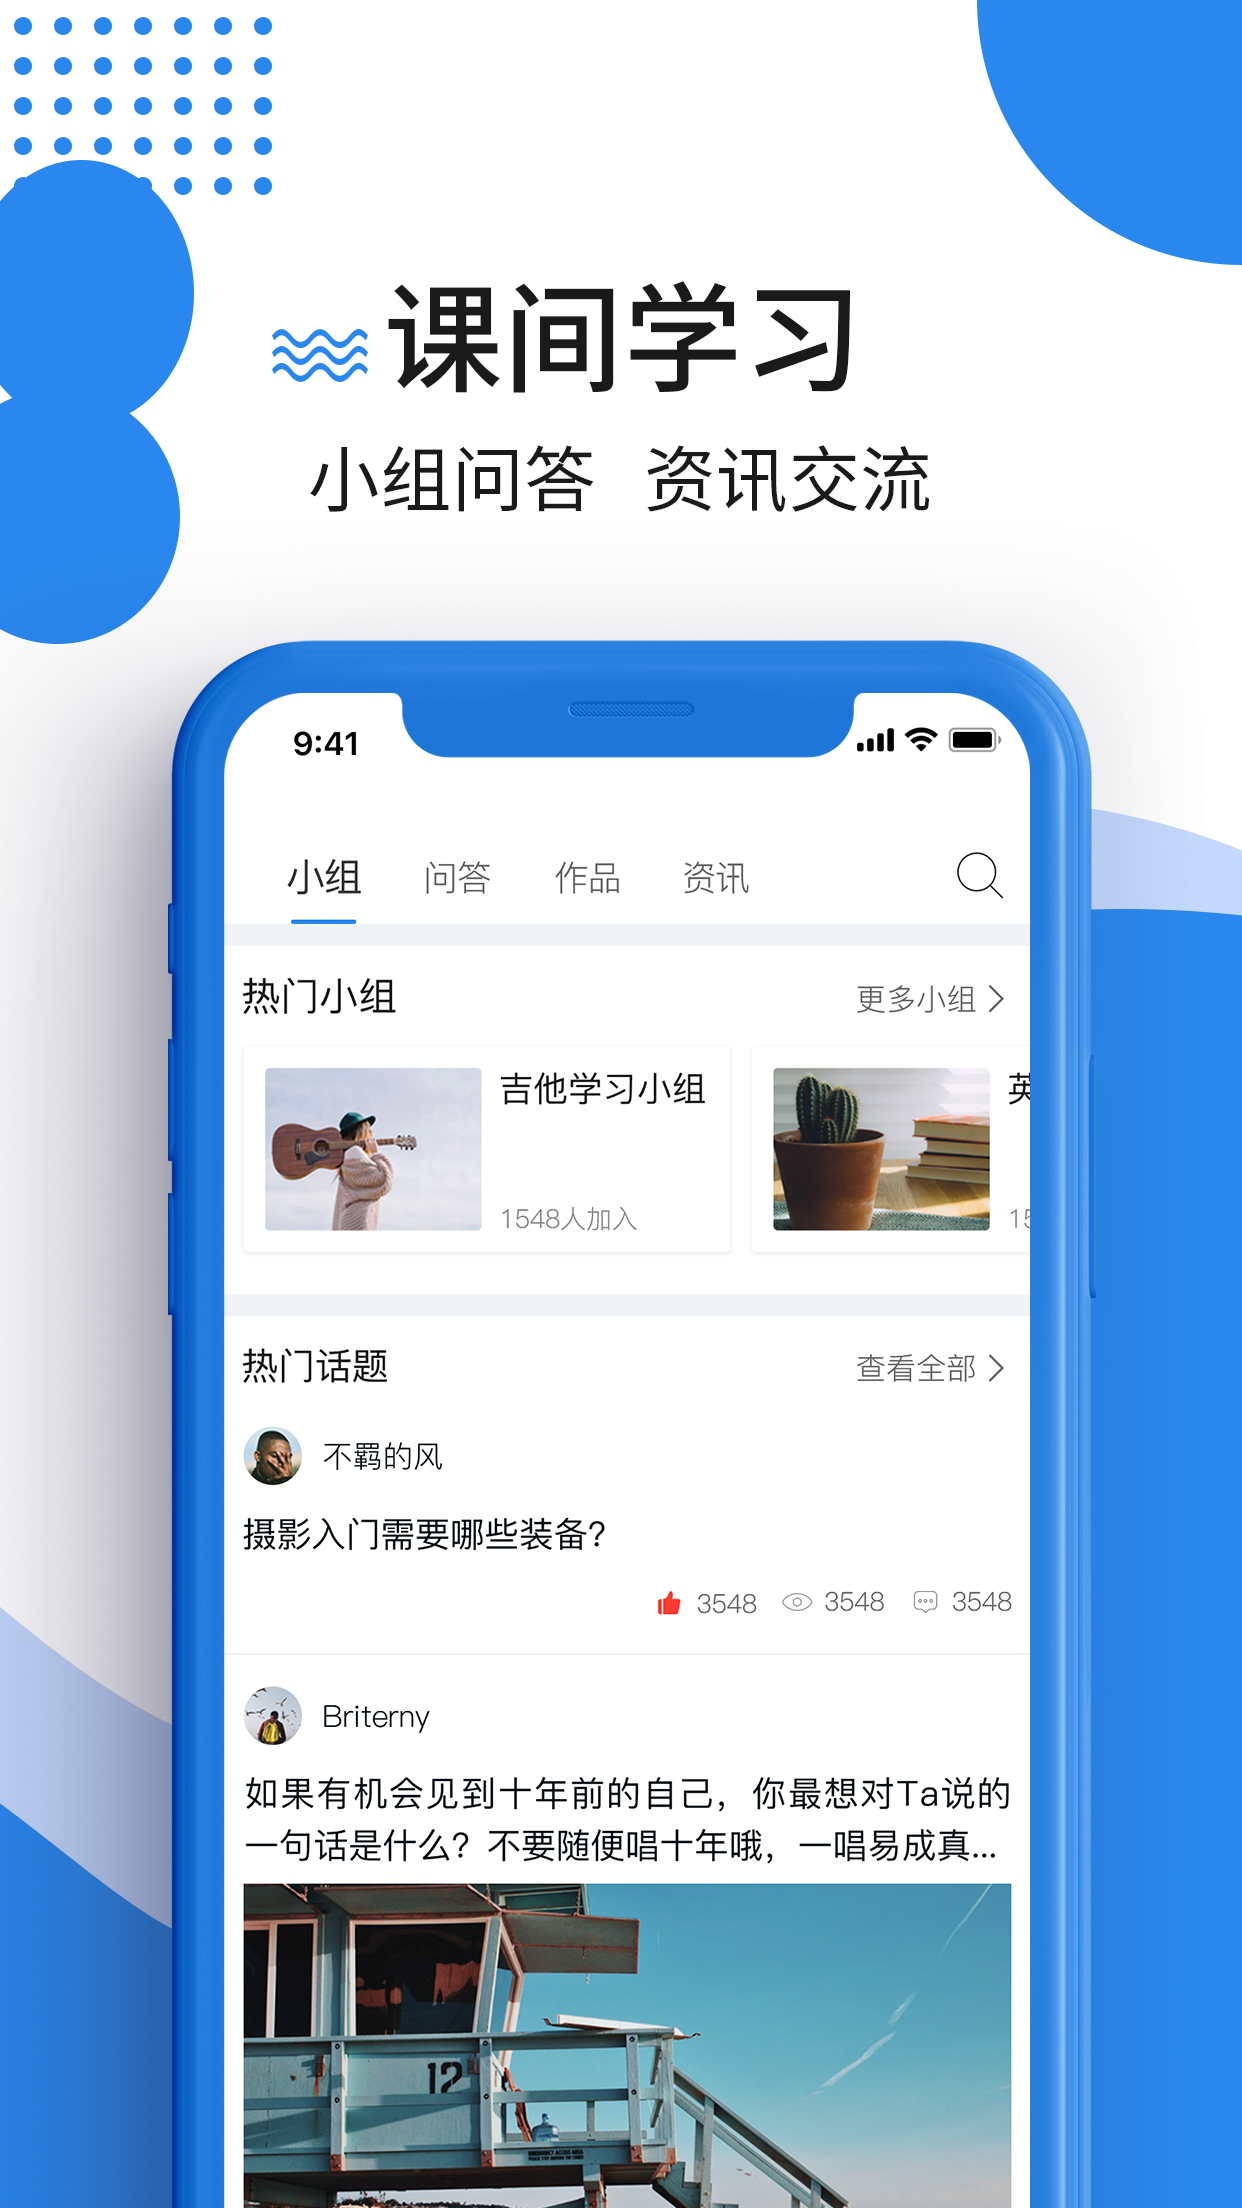 课间学习
小组问答 资讯交流
9:41
小组 问答 作品 资讯
热门小组 更多小组
吉他学习小组 英
1548人加入 15
热门话题 查看全部
不羁的风
摄影入门需要哪些装备?
3548 3548 3548
Briterny
如果有机会见到十年前的自己，你最想对Ta说的
一句话是什么？不要随便唱十年哦，一唱易成真...
12